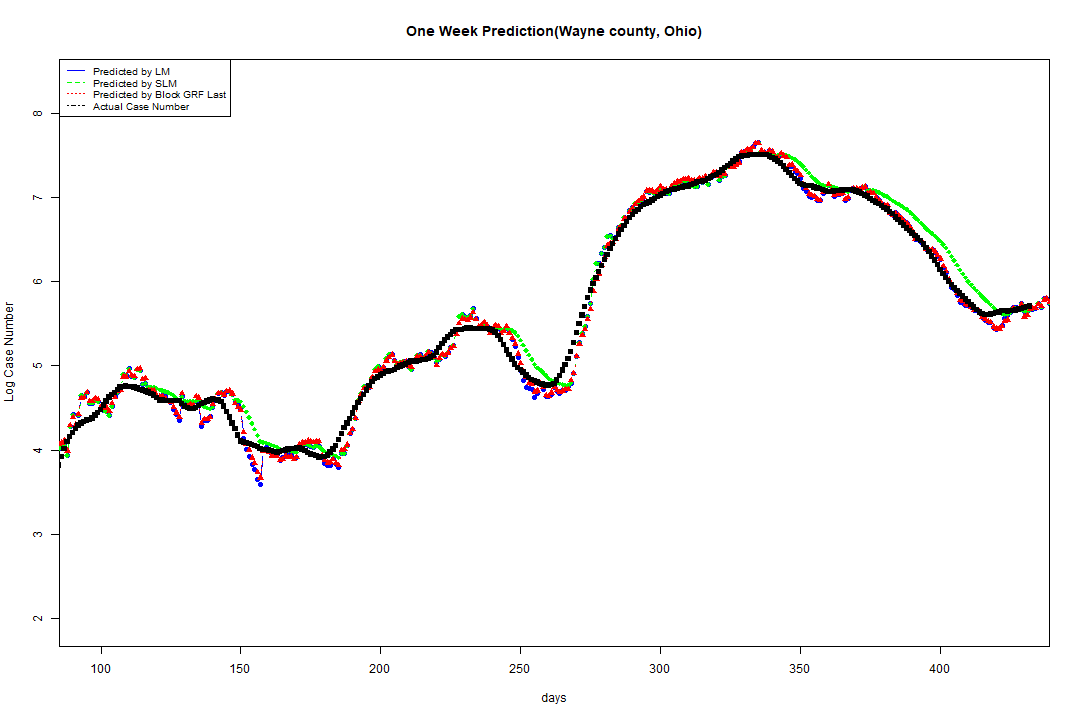 One Week Prediction(Wayne county, Ohio)
Predicted by LM
Predicted by SLM
Predicted by Block GRF Last
Actual Case Number
8
7
6
5
4
3
2
Log Case Number
100 150 200 250 300 350 400
days